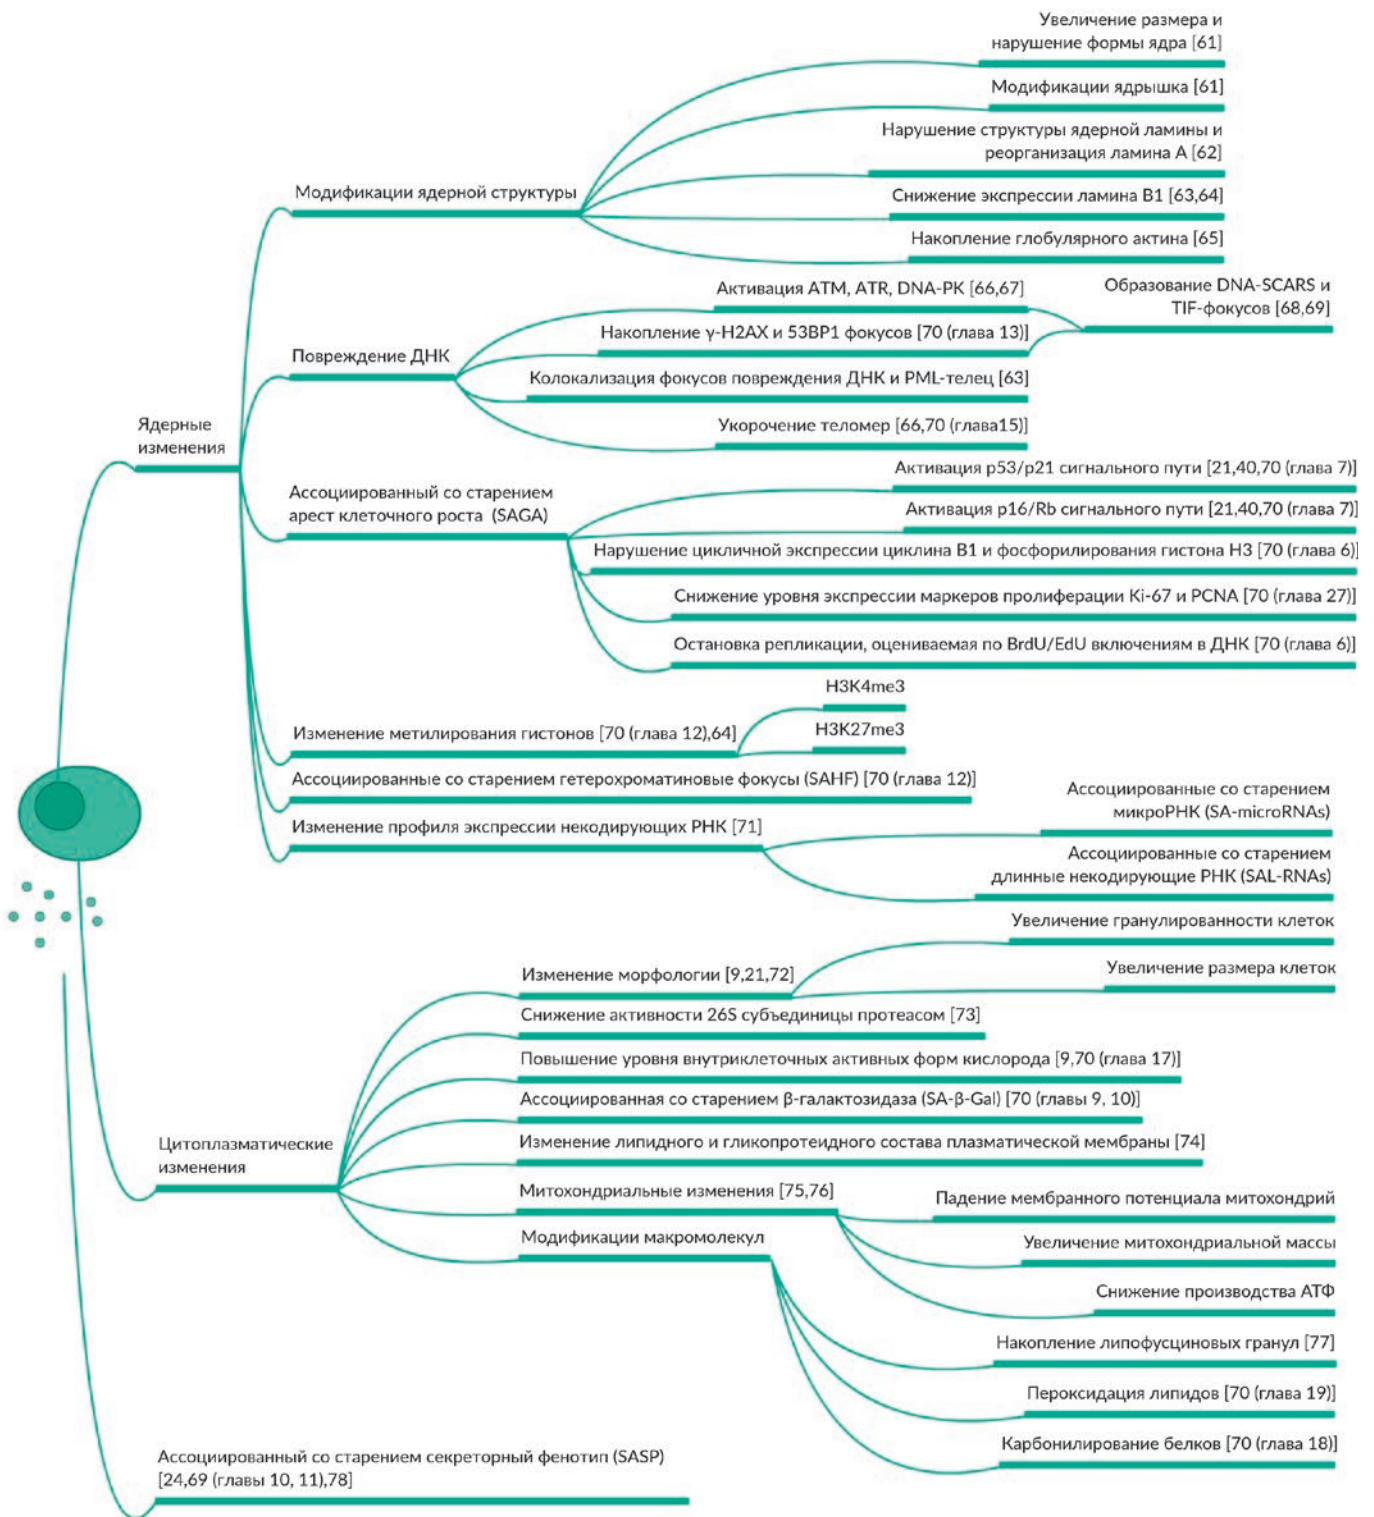 Увеличение размера и
нарушение формы ядра [61]
Модификации ядрышка [61]
Нарушение структуры ядерной ламины и
реорганизация ламина А [62]
Модификации ядерной структуры
Снижение экспрессии ламина B1 [63,64]
Накопление глобулярного актина [65]
Активация ATM, ATR, DNA-PK [66,67]
Образование DNA-SCARS и
TIF-фокусов [68,69]
Накопление γ-H2AX и 53BP1 фокусов [70 (глава 13)]
Повреждение ДНК
Колокализация фокусов повреждения ДНК и PML-телец [63]
Укорочение теломер [66,70 (глава15)]
Ядерные
изменения
Активация p53/p21 сигнального пути [21,40,70 (глава 7)]
Ассоциированный со старением
арест клеточного роста (SAGA)
Активация p16/Rb сигнального пути [21,40,70 (глава 7)]
Нарушение цикличной экспрессии циклина B1 и фосфорилирования гистона H3 [70 (глава 6)]
Снижение уровня экспрессии маркеров пролиферации Ki-67 и PCNA [70 (глава 27)]
Остановка репликации, оцениваемая по BrdU/EdU включениям в ДНК [70 (глава 6)]
H3K4me3
Изменение метилирования гистонов [70 (глава 12),64]
H3K27me3
Ассоциированные со старением гетерохроматиновые фокусы (SAHF) [70 (глава 12)]
Ассоциированные со старением
микроРНК (SA-microRNAs)
Изменение профиля экспрессии некодирующих РНК [71]
Ассоциированные со старением
длинные некодирующие РНК (SAL-RNAs)
Увеличение гранулированности клеток
Изменение морфологии [9,21,72]
Увеличение размера клеток
Снижение активности 26S субъединицы протеасом [73]
Повышение уровня внутриклеточных активных форм кислорода [9,70 (глава 17)]
Ассоциированная со старением β-галактозидаза (SA-β-Gal) [70 (главы 9, 10)]
Цитоплазматические
изменения
Изменение липидного и гликопротеидного состава плазматической мембраны [74]
Митохондриальные изменения [75,76]
Падение мембранного потенциала митохондрий
Модификации макромолекул
Увеличение митохондриальной массы
Снижение производства АТФ
Накопление липофусциновых гранул [77]
Пероксидация липидов [70 (глава 19)]
Карбонилирование белков [70 (глава 18)]
Ассоциированный со старением секреторный фенотип (SASP)
[24,69 (главы 10, 11),78]